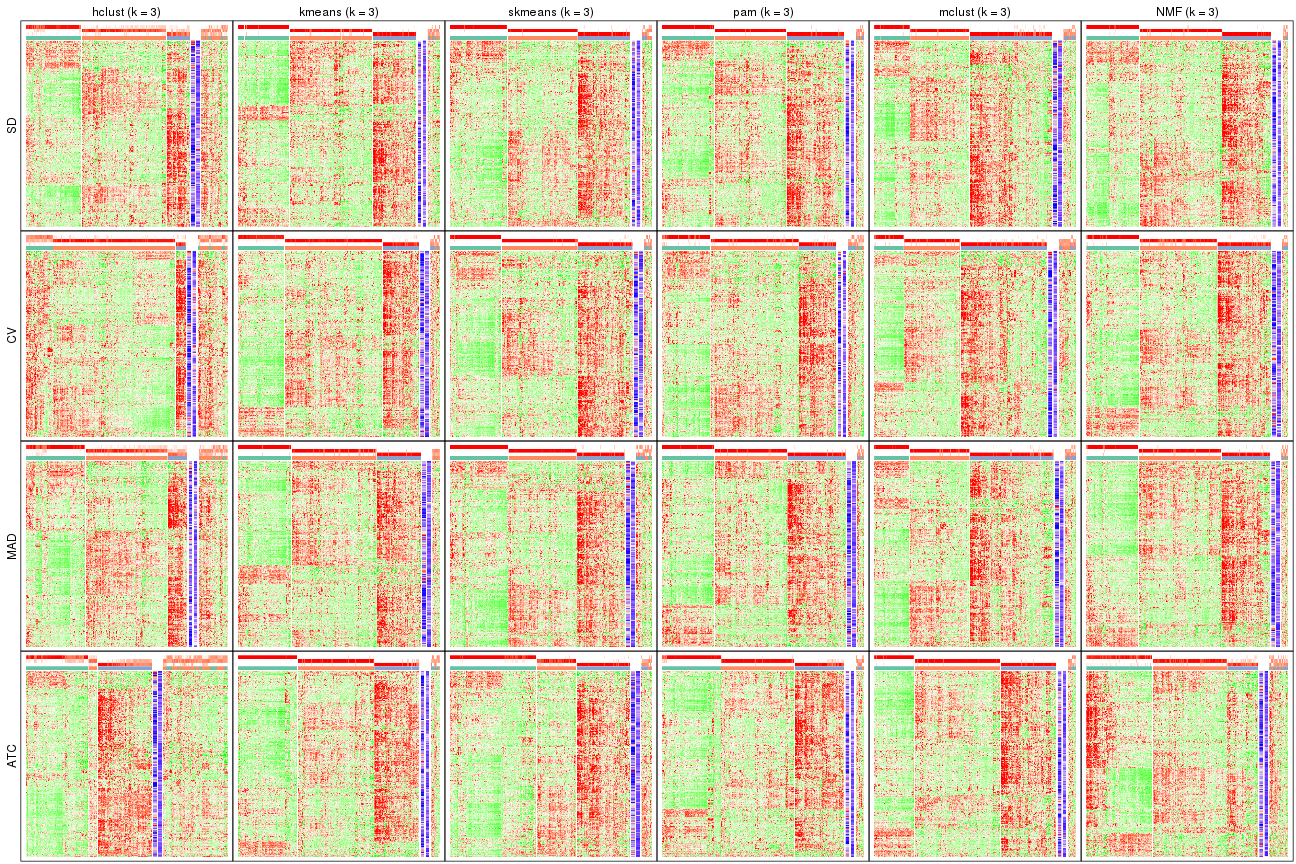 hclust (k = 3) kmeans (k = 3) skmeans (k = 3) pam (k = 3) mclust (k = 3) NMF (k = 3)
SD
CV
MAD
ATC